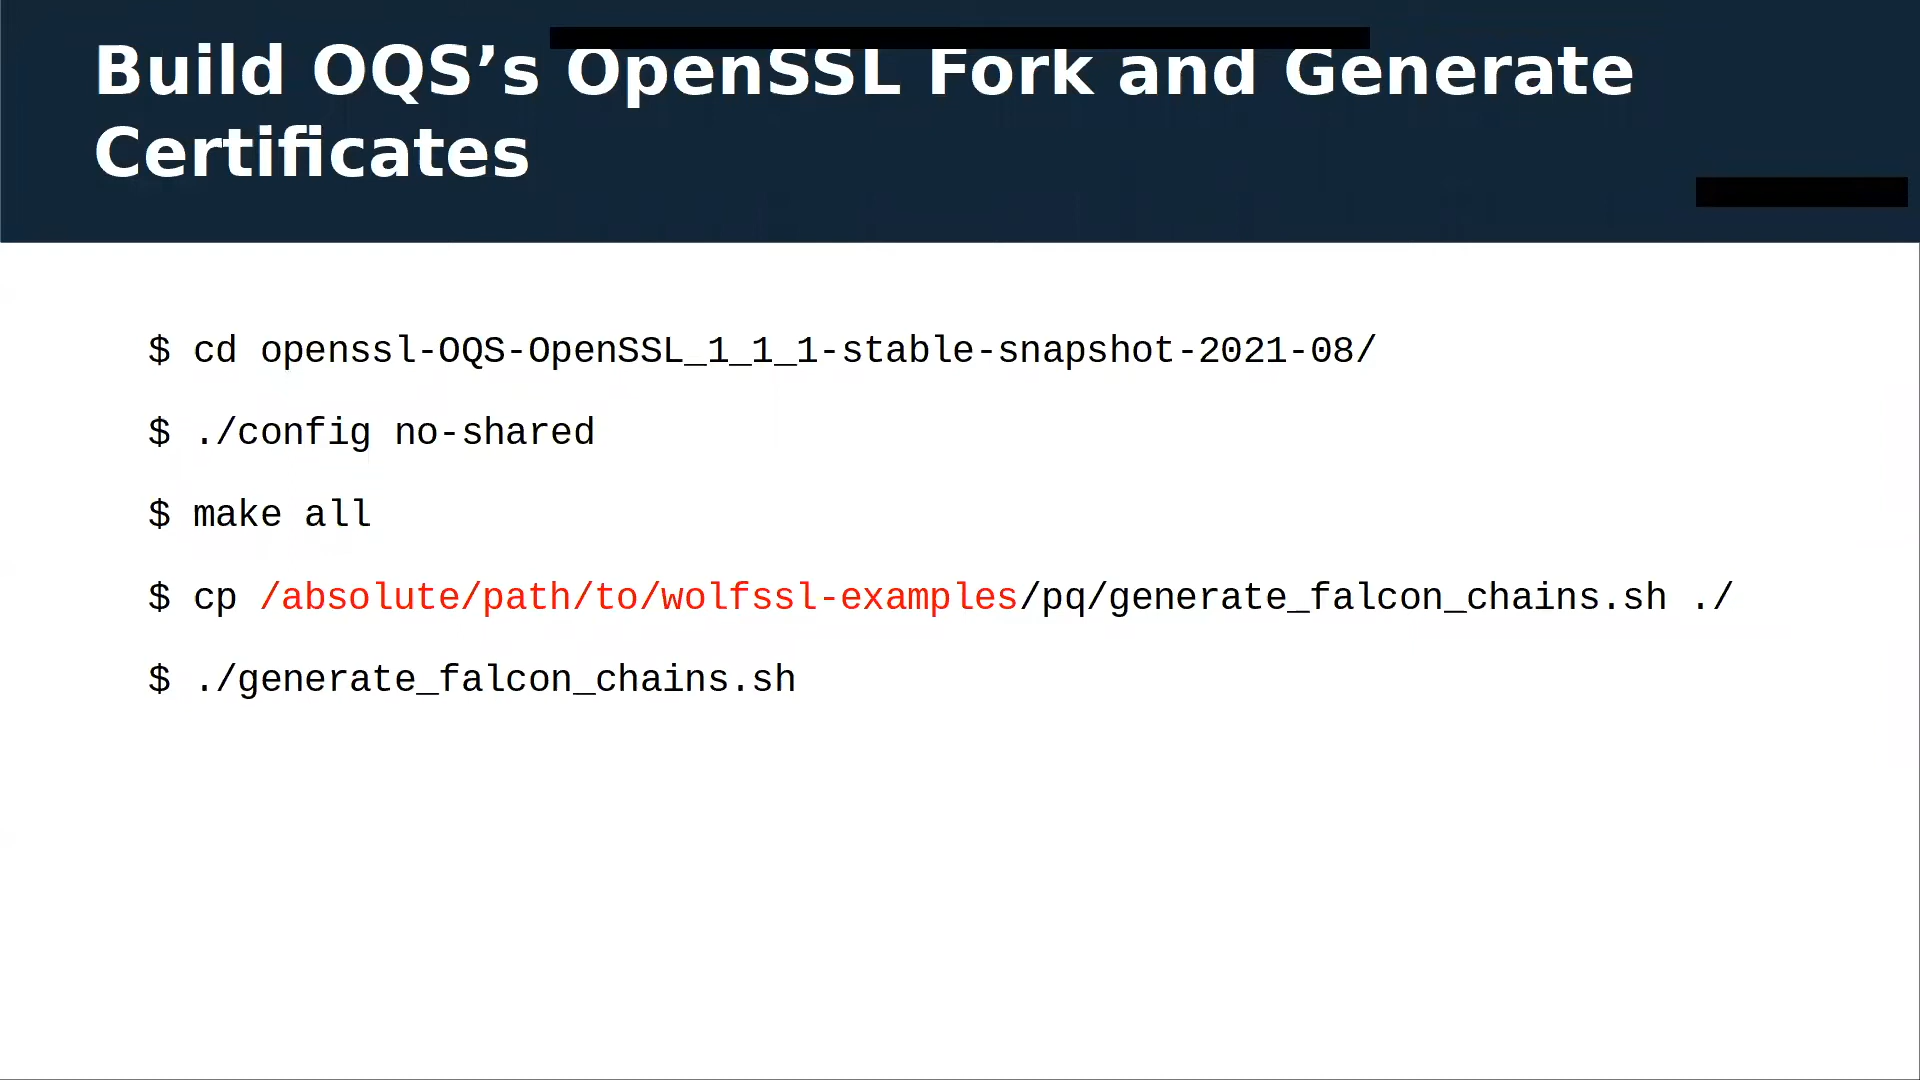 Build OQS’s OpenSSL Fork and Generate
Certificates
$ cd openssl-OQS-OpenSSL_1_1_1-stable-snapshot-2021-08/
$ ./config no-shared
$ make all
$ cp /absolute/path/to/wolfssl-examples/pq/generate_falcon_chains.sh ./
$ ./generate_falcon_chains.sh